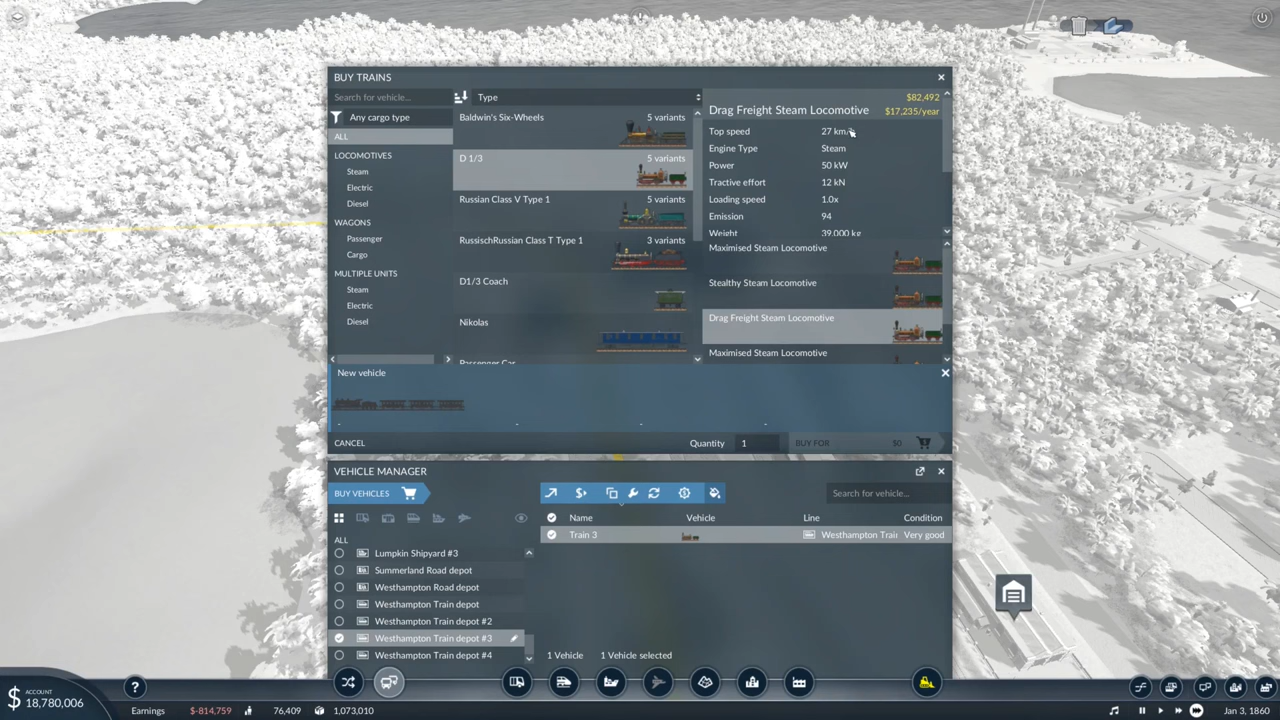 BUY TRAINS
Search for vehicle...
Type
Any cargo type
ALL
LOCOMOTIVES
Steam
Electric
Diesel
WAGONS
Passenger
Cargo
MULTIPLE UNITS
Steam
Electric
Diesel
Baldwin's Six-Wheels
5 variants
D 1/3
5 variants
Russian Class V Type 1
5 variants
RussischRussian Class T Type 1
3 variants
D1/3 Coach
Nikolas
Passenger Car
$82,492
Drag Freight Steam Locomotive
$17,235/year
Top speed 27 km/h
Engine Type Steam
Power 50 kW
Tractive effort 12 kN
Loading speed 1.0x
Emission 94
Weight 39,000 kg
Maximised Steam Locomotive
Stealthy Steam Locomotive
Drag Freight Steam Locomotive
Maximised Steam Locomotive
New vehicle
- - - -
CANCEL
Quantity 1
BUY FOR $0
VEHICLE MANAGER
BUY VEHICLES
Search for vehicle...
ALL
Lumpkin Shipyard #3
Summerland Road depot
Westhampton Road depot
Westhampton Train depot
Westhampton Train depot #2
Westhampton Train depot #3
Westhampton Train depot #4
Name Vehicle Line Condition
Train 3 Westhampton Train Very good
1 Vehicle 1 Vehicle selected
ACCOUNT
$ 18,780,006
?
Earnings $-814,759 76,409 1,073,010
Jan 3, 1860